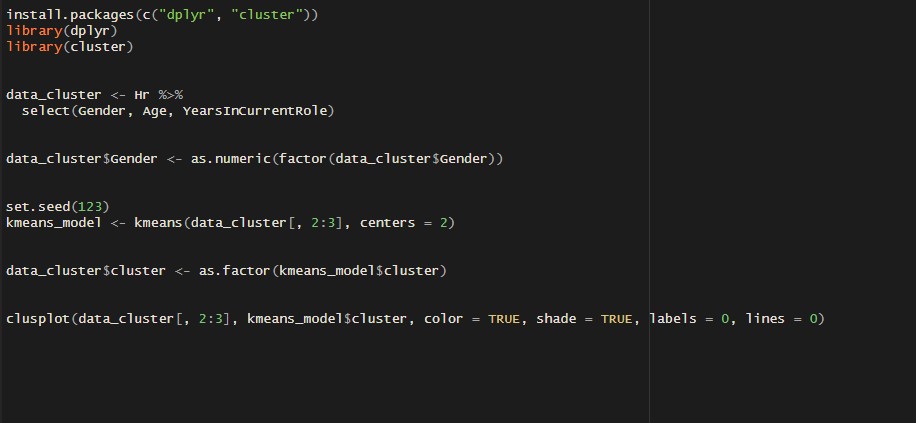 install.packages(c("dplyr", "cluster"))
library(dplyr)
library(cluster)
data_cluster <- Hr %>%
  select(Gender, Age, YearsInCurrentRole)
data_cluster$Gender <- as.numeric(factor(data_cluster$Gender))
set.seed(123)
kmeans_model <- kmeans(data_cluster[, 2:3], centers = 2)
data_cluster$cluster <- as.factor(kmeans_model$cluster)
clusplot(data_cluster[, 2:3], kmeans_model$cluster, color = TRUE, shade = TRUE, labels = 0, lines = 0)